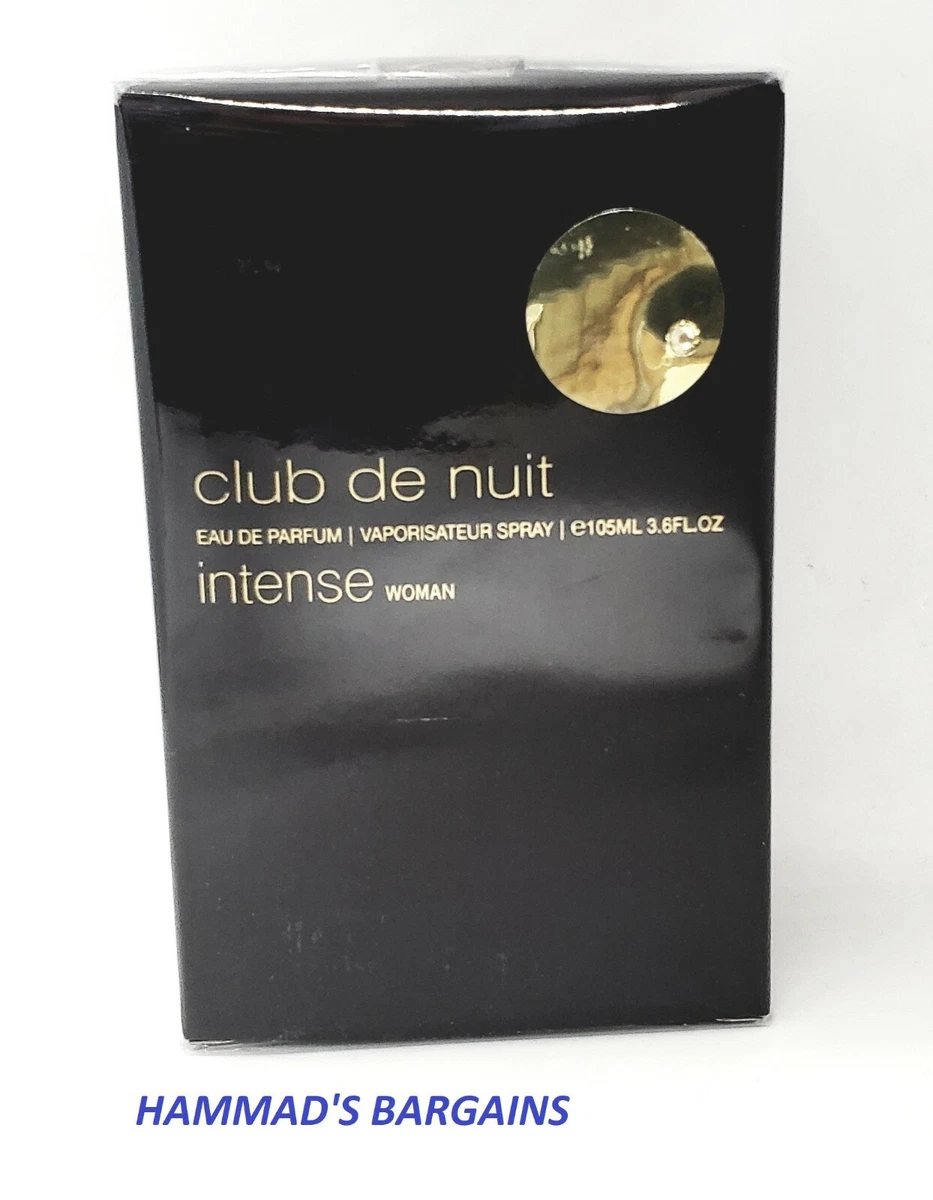 club de nuit
EAU DE PARFUM | VAPORISATEUR SPRAY | ℮105ML 3.6FL.OZ
intense WOMAN
HAMMAD'S BARGAINS